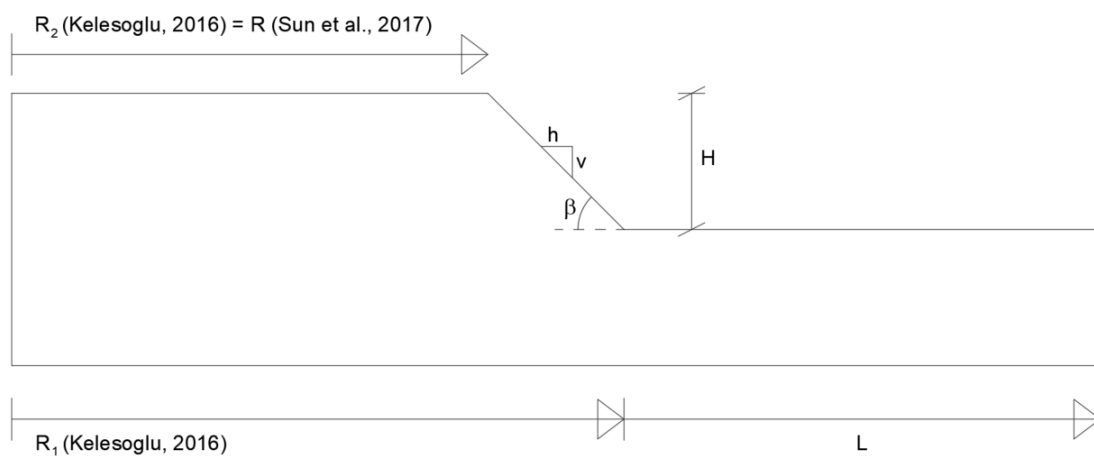 R₂ (Kelesoglu, 2016) = R (Sun et al., 2017)
h
v
H
β
R₁ (Kelesoglu, 2016)
L